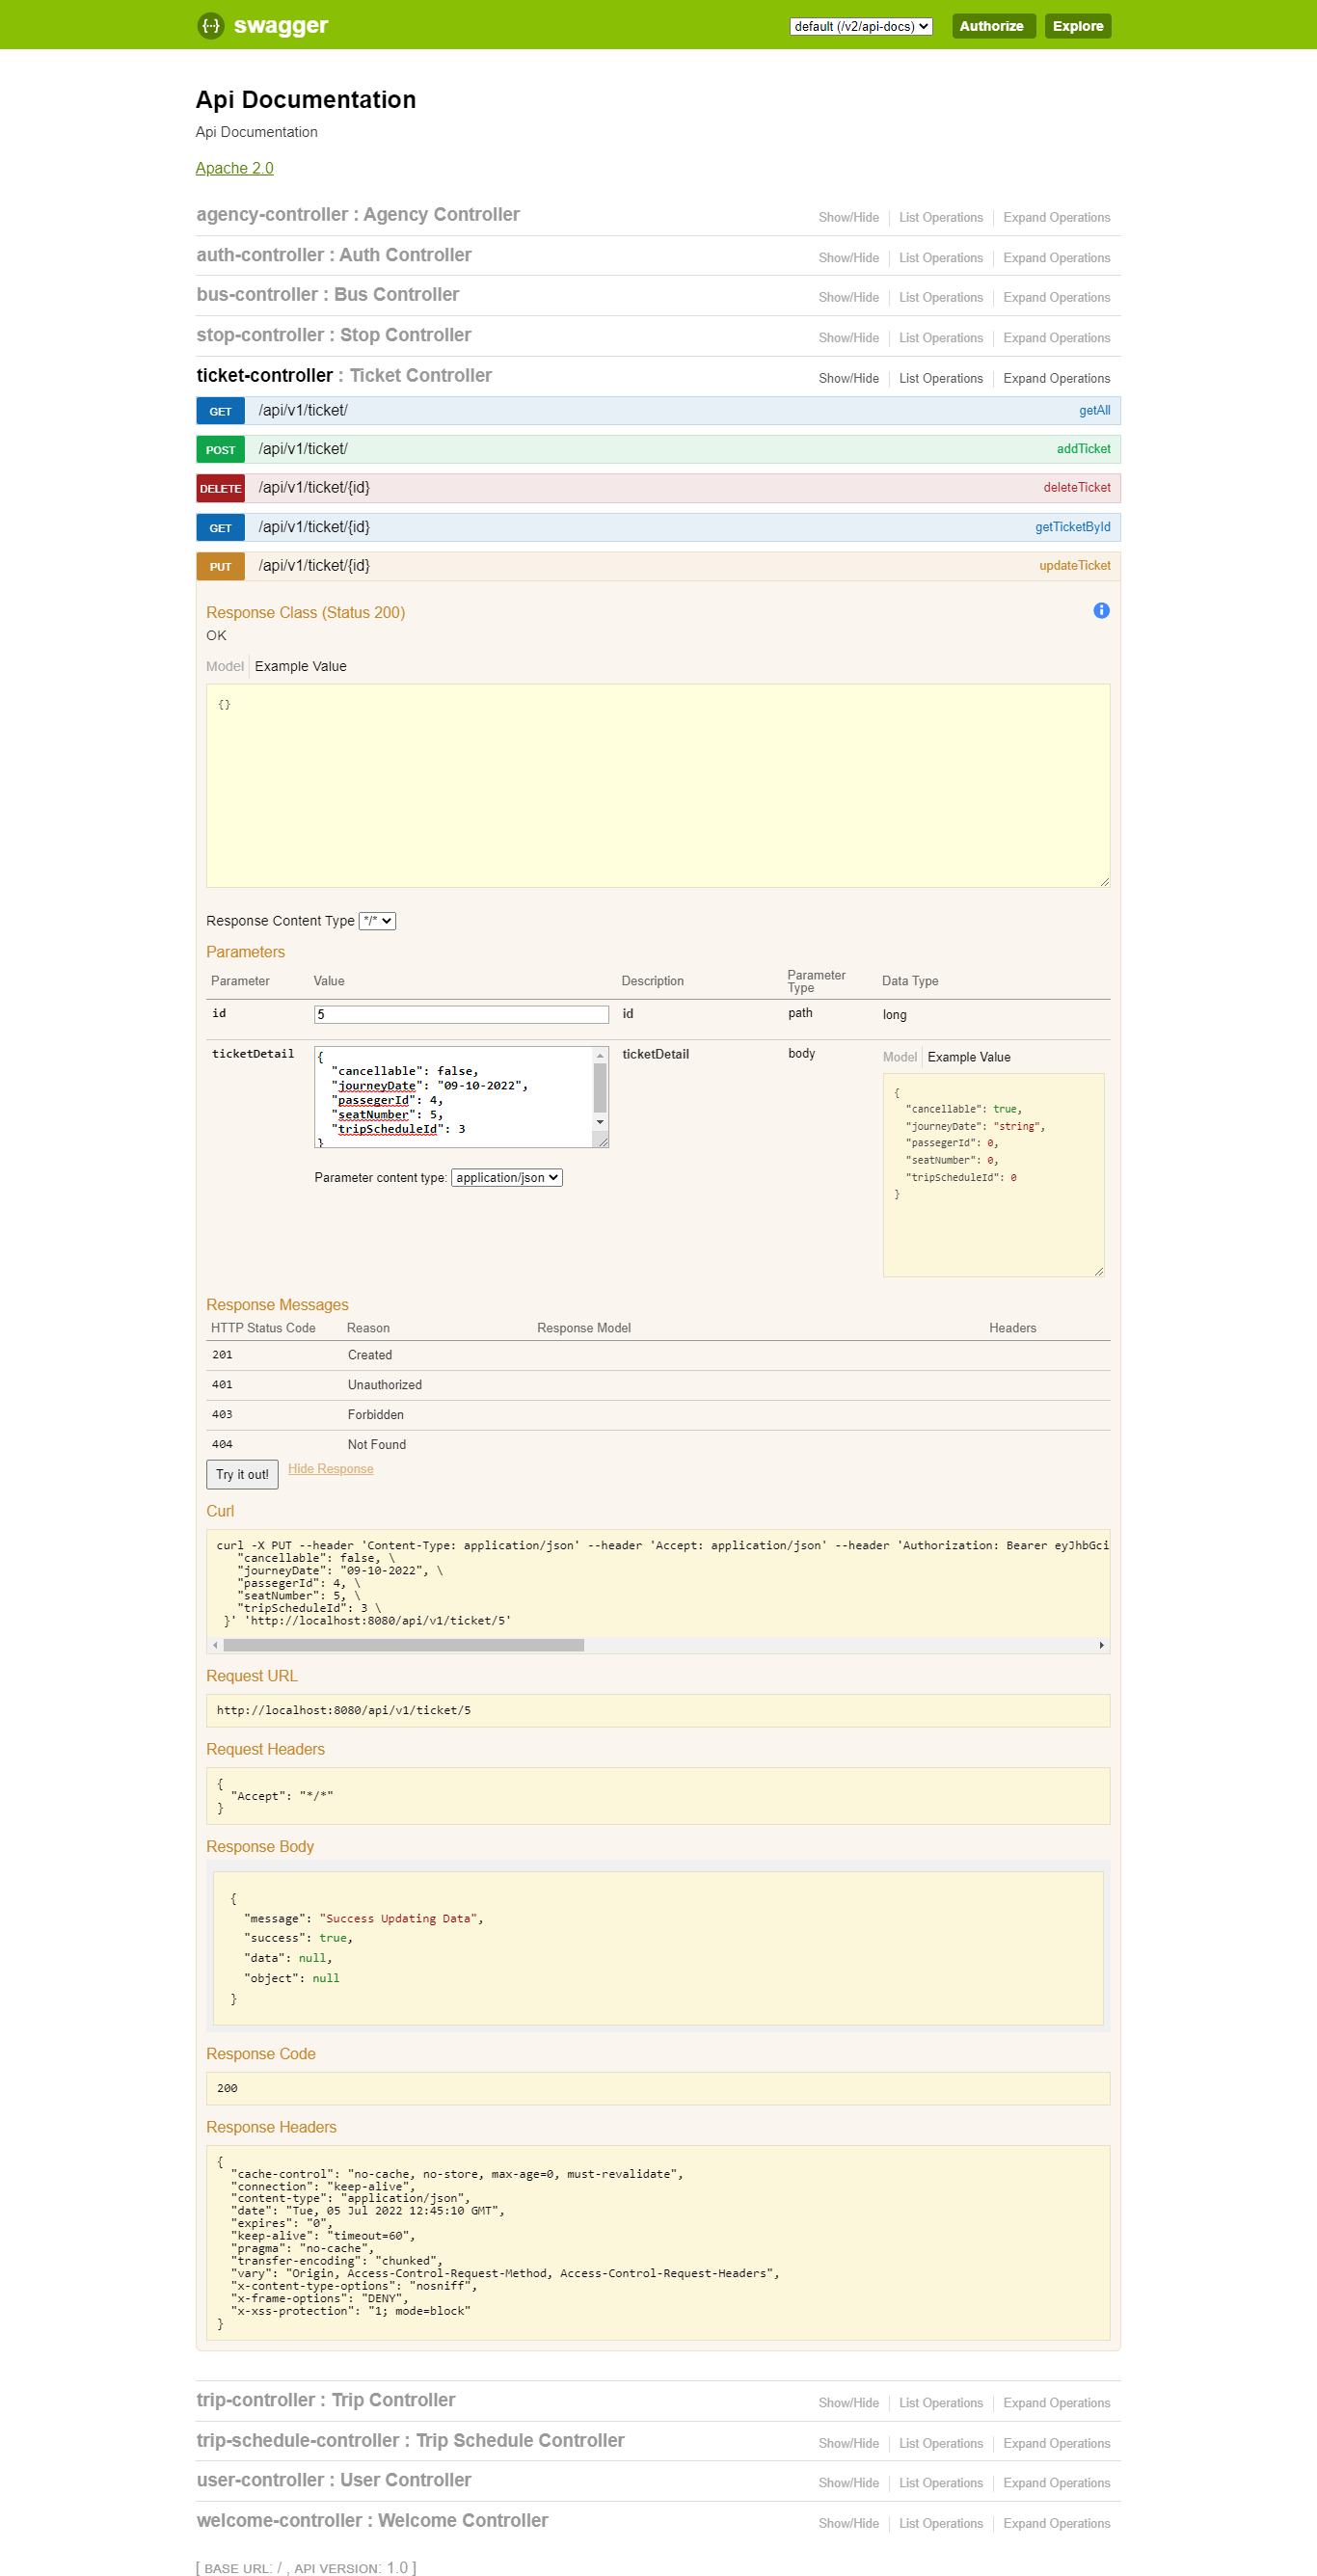 swagger
default (/v2/api-docs)
Authorize
Explore
Api Documentation
Api Documentation
Apache 2.0
agency-controller : Agency Controller Show/Hide List Operations Expand Operations
auth-controller : Auth Controller Show/Hide List Operations Expand Operations
bus-controller : Bus Controller Show/Hide List Operations Expand Operations
stop-controller : Stop Controller Show/Hide List Operations Expand Operations
ticket-controller : Ticket Controller Show/Hide List Operations Expand Operations
GET /api/v1/ticket/ getAll
POST /api/v1/ticket/ addTicket
DELETE /api/v1/ticket/{id} deleteTicket
GET /api/v1/ticket/{id} getTicketById
PUT /api/v1/ticket/{id} updateTicket
Response Class (Status 200)
OK
Model Example Value
{}
Response Content Type */*
Parameters
Parameter Value Description Parameter Type Data Type
id 5 id path long
ticketDetail
{
"cancellable": false,
"journeyDate": "09-10-2022",
"passegerId": 4,
"seatNumber": 5,
"tripScheduleId": 3
}
Parameter content type: application/json
ticketDetail body
Model Example Value
{
"cancellable": true,
"journeyDate": "string",
"passegerId": 0,
"seatNumber": 0,
"tripScheduleId": 0
}
Response Messages
HTTP Status Code Reason Response Model Headers
201 Created
401 Unauthorized
403 Forbidden
404 Not Found
Try it out! Hide Response
Curl
curl -X PUT --header 'Content-Type: application/json' --header 'Accept: application/json' --header 'Authorization: Bearer eyJhbGci
"cancellable": false, \
"journeyDate": "09-10-2022", \
"passegerId": 4, \
"seatNumber": 5, \
"tripScheduleId": 3 \
}' 'http://localhost:8080/api/v1/ticket/5'
Request URL
http://localhost:8080/api/v1/ticket/5
Request Headers
{
"Accept": "*/*"
}
Response Body
{
"message": "Success Updating Data",
"success": true,
"data": null,
"object": null
}
Response Code
200
Response Headers
{
"cache-control": "no-cache, no-store, max-age=0, must-revalidate",
"connection": "keep-alive",
"content-type": "application/json",
"date": "Tue, 05 Jul 2022 12:45:10 GMT",
"expires": "0",
"keep-alive": "timeout=60",
"pragma": "no-cache",
"transfer-encoding": "chunked",
"vary": "Origin, Access-Control-Request-Method, Access-Control-Request-Headers",
"x-content-type-options": "nosniff",
"x-frame-options": "DENY",
"x-xss-protection": "1; mode=block"
}
trip-controller : Trip Controller Show/Hide List Operations Expand Operations
trip-schedule-controller : Trip Schedule Controller Show/Hide List Operations Expand Operations
user-controller : User Controller Show/Hide List Operations Expand Operations
welcome-controller : Welcome Controller Show/Hide List Operations Expand Operations
[ BASE URL: / , API VERSION: 1.0 ]